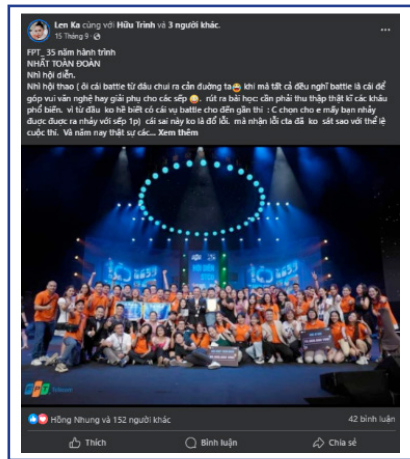 Len Ka cùng với Hữu Trình và 3 người khác.
15 Tháng 9
FPT_ 35 năm hành trình
NHẤT TOÀN ĐOÀN
Nhì hội diễn.
Nhì hội thao ( ôi cái battle từ đâu chui ra cản đường ta khi mà tất cả đều nghĩ battle là cái để
góp vui văn nghệ hay giải phụ cho các sếp . rút ra bài học: cần phải thu thập thật kĩ các khâu
phổ biến. vì từ đầu ko hề biết có cái vụ battle cho đến gần thi : C chọn cho e mấy bạn nhảy
được được ra nhảy với sếp 1p) cái sai này ko là đổ lỗi. mà nhận lỗi cta đã ko sát sao với thể lệ
cuộc thi. Và năm nay thật sự các... Xem thêm
FPT Telecom
Hồng Nhung và 152 người khác
42 bình luận
Thích
Bình luận
Chia sẻ